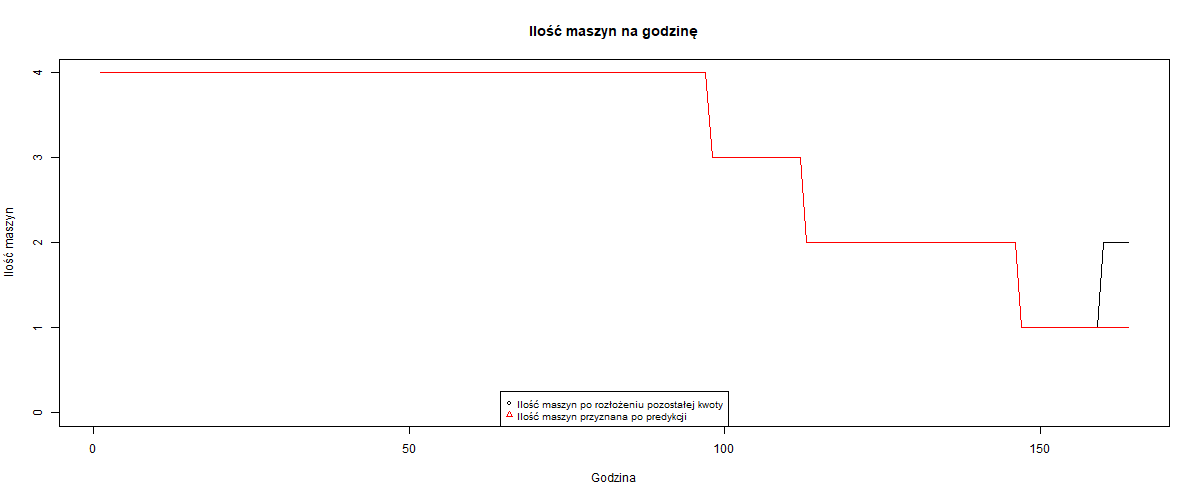 Ilość maszyn na godzinę
Ilość maszyn
4
3
2
1
0
Ilość maszyn po rozłożeniu pozostałej kwoty
Ilość maszyn przyznana po predykcji
0 50 100 150
Godzina